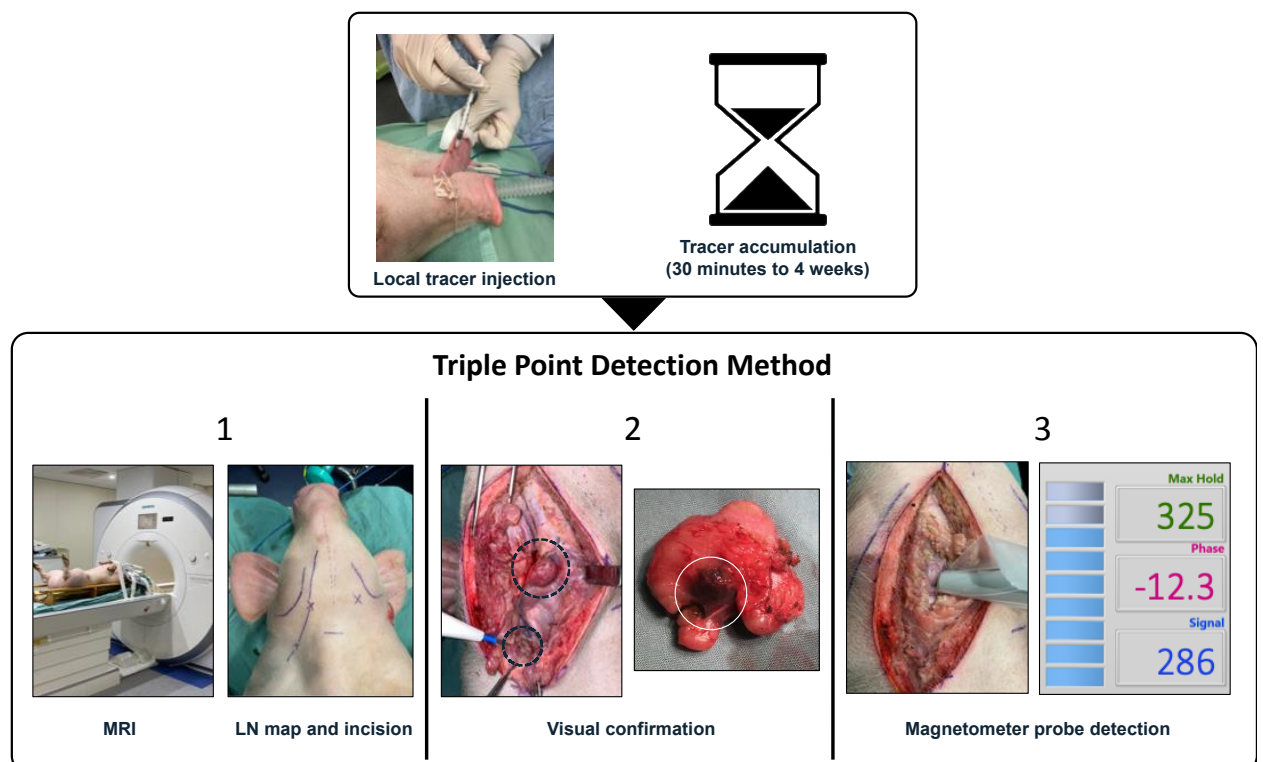 Local tracer injection
Tracer accumulation
(30 minutes to 4 weeks)
Triple Point Detection Method
1
2
3
Max Hold
325
Phase
-12.3
Signal
286
MRI
LN map and incision
Visual confirmation
Magnetometer probe detection